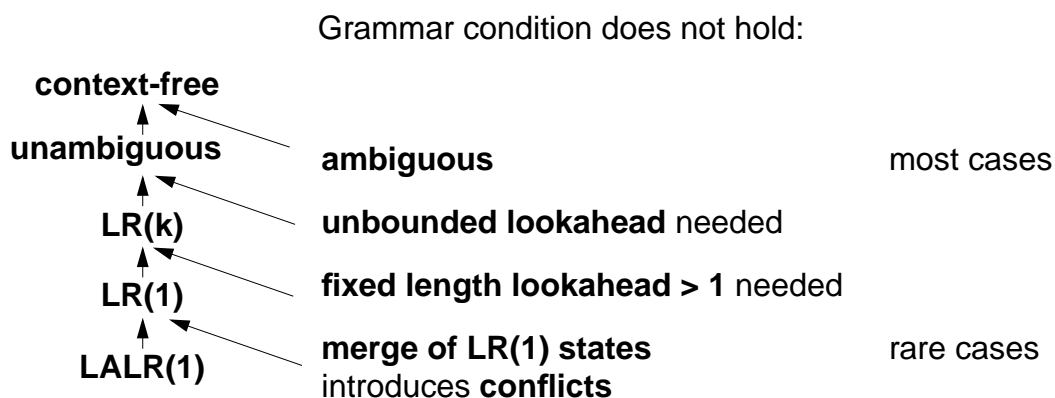 Grammar condition does not hold:
context-free
unambiguous
ambiguous most cases
LR(k) unbounded lookahead needed
LR(1) fixed length lookahead > 1 needed
merge of LR(1) states rare cases
LALR(1) introduces conflicts